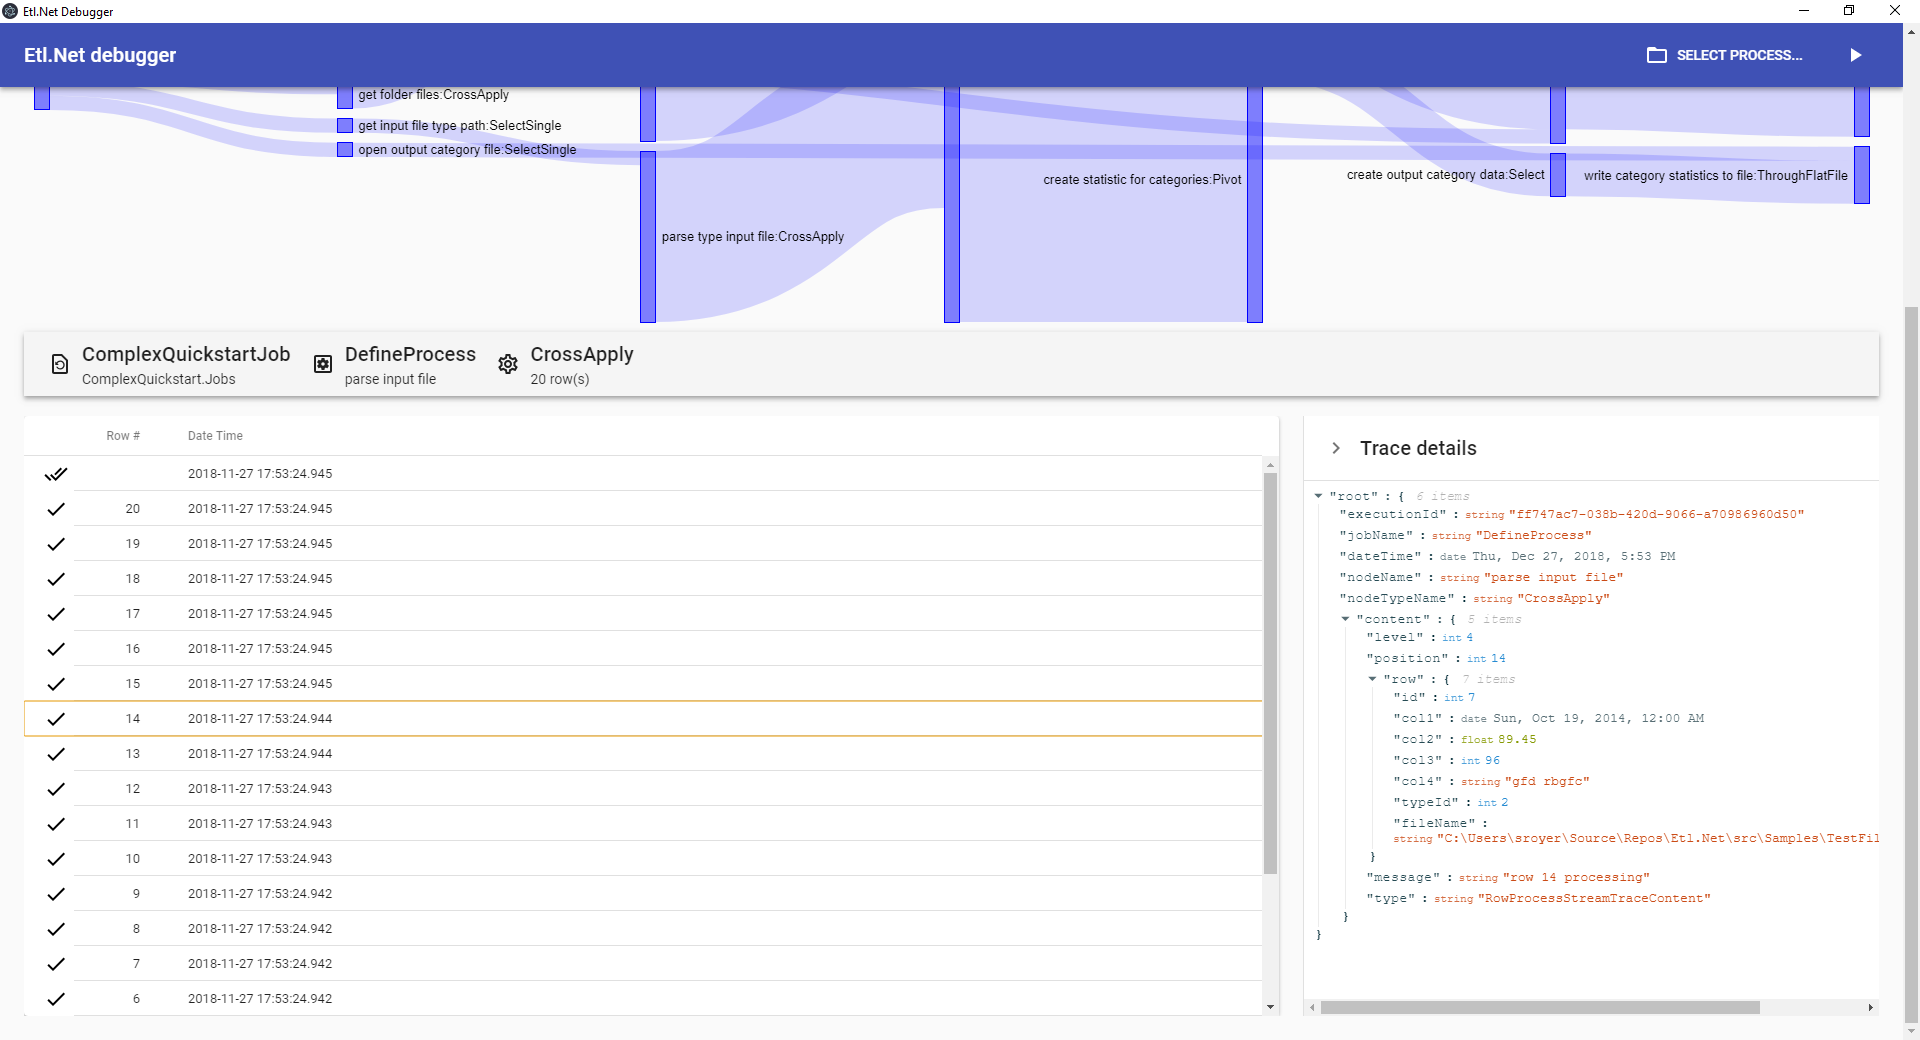 Etl.Net Debugger
Etl.Net debugger
SELECT PROCESS...
get folder files:CrossApply
get input file type path:SelectSingle
open output category file:SelectSingle
parse type input file:CrossApply
create statistic for categories:Pivot
create output category data:Select
write category statistics to file:ThroughFlatFile
ComplexQuickstartJob
ComplexQuickstart.Jobs
DefineProcess
parse input file
CrossApply
20 row(s)
Row # Date Time
2018-11-27 17:53:24.945
20 2018-11-27 17:53:24.945
19 2018-11-27 17:53:24.945
18 2018-11-27 17:53:24.945
17 2018-11-27 17:53:24.945
16 2018-11-27 17:53:24.945
15 2018-11-27 17:53:24.945
14 2018-11-27 17:53:24.944
13 2018-11-27 17:53:24.944
12 2018-11-27 17:53:24.943
11 2018-11-27 17:53:24.943
10 2018-11-27 17:53:24.943
9 2018-11-27 17:53:24.942
8 2018-11-27 17:53:24.942
7 2018-11-27 17:53:24.942
6 2018-11-27 17:53:24.942
Trace details
"root" : { 6 items
"executionId" : string "ff747ac7-038b-420d-9066-a70986960d50"
"jobName" : string "DefineProcess"
"dateTime" : date Thu, Dec 27, 2018, 5:53 PM
"nodeName" : string "parse input file"
"nodeTypeName" : string "CrossApply"
"content" : { 5 items
"level" : int 4
"position" : int 14
"row" : { 7 items
"id" : int 7
"col1" : date Sun, Oct 19, 2014, 12:00 AM
"col2" : float 89.45
"col3" : int 96
"col4" : string "gfd rbgfc"
"typeId" : int 2
"fileName" :
string "C:\Users\sroyer\Source\Repos\Etl.Net\src\Samples\TestFil
}
"message" : string "row 14 processing"
"type" : string "RowProcessStreamTraceContent"
}
}